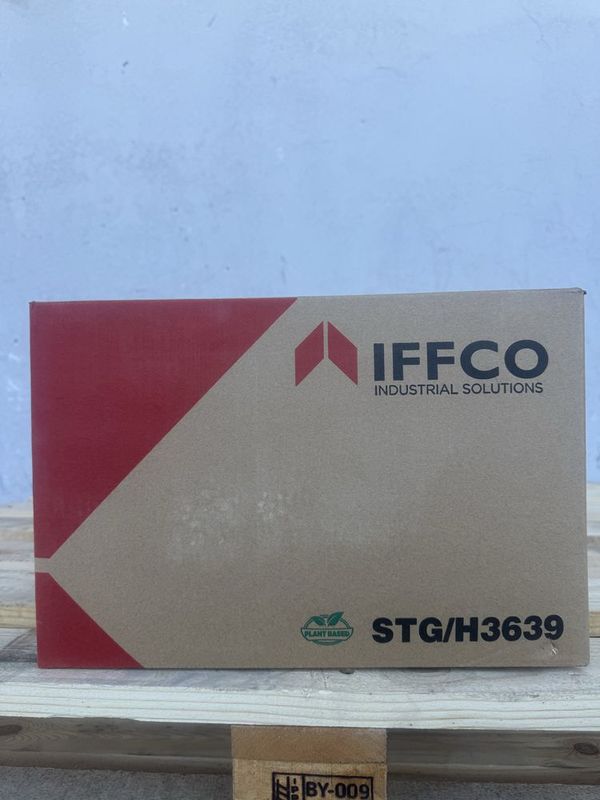 IFFCO
INDUSTRIAL SOLUTIONS
PLANT BASED
STG/H3639
BY-009